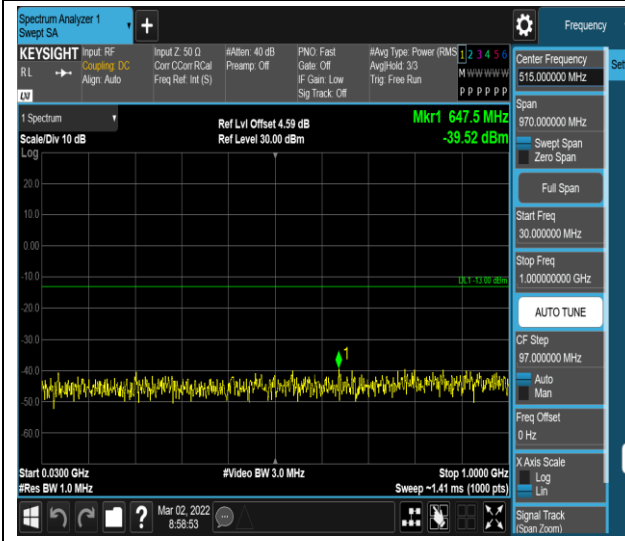 Spectrum Analyzer 1
Swept SA
Frequency
KEYSIGHT
RL
Input: RF
Coupling: DC
Align: Auto
Input Z: 50 Ω
Corr CCorr RCal
Freq Ref: Int (S)
#Atten: 40 dB
Preamp: Off
PNO: Fast
Gate: Off
IF Gain: Low
Sig Track: Off
#Avg Type: Power (RMS
Avg|Hold: 3/3
Trig: Free Run
1 2 3 4 5 6
M W W W W W
P P P P P P
LXI
1 Spectrum
Scale/Div 10 dB
Log
Ref Lvl Offset 4.59 dB
Ref Level 30.00 dBm
Mkr1 647.5 MHz
-39.52 dBm
20.0
10.0
0.00
-10.0
-20.0
-30.0
-40.0
-50.0
-60.0
DL1 -13.00 dBm
1
Start 0.0300 GHz
#Res BW 1.0 MHz
#Video BW 3.0 MHz
Stop 1.0000 GHz
Sweep ~1.41 ms (1000 pts)
?
Mar 02, 2022
8:58:53
Center Frequency
515.000000 MHz
Set
Span
970.000000 MHz
Swept Span
Zero Span
Full Span
Start Freq
30.000000 MHz
Stop Freq
1.000000000 GHz
AUTO TUNE
CF Step
97.000000 MHz
Auto
Man
Freq Offset
0 Hz
X Axis Scale
Log
Lin
Signal Track
(Span Zoom)